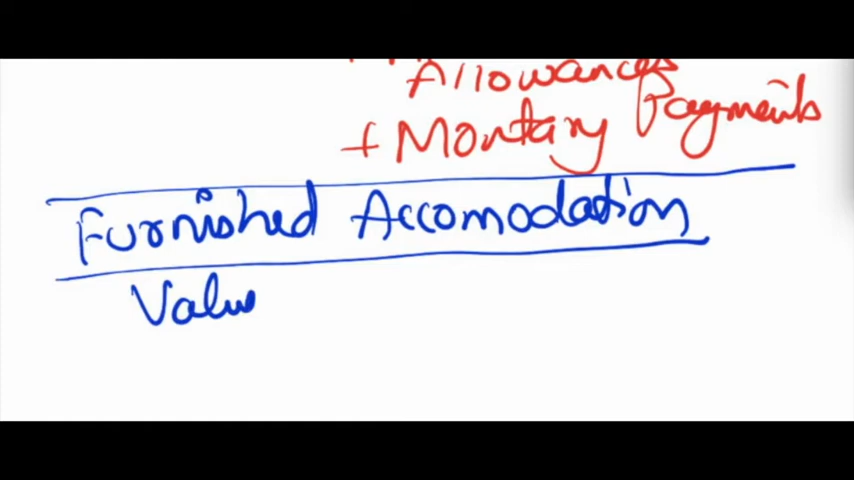 Allowances
+ Montary Payments
Furnished Accomodation
Valu